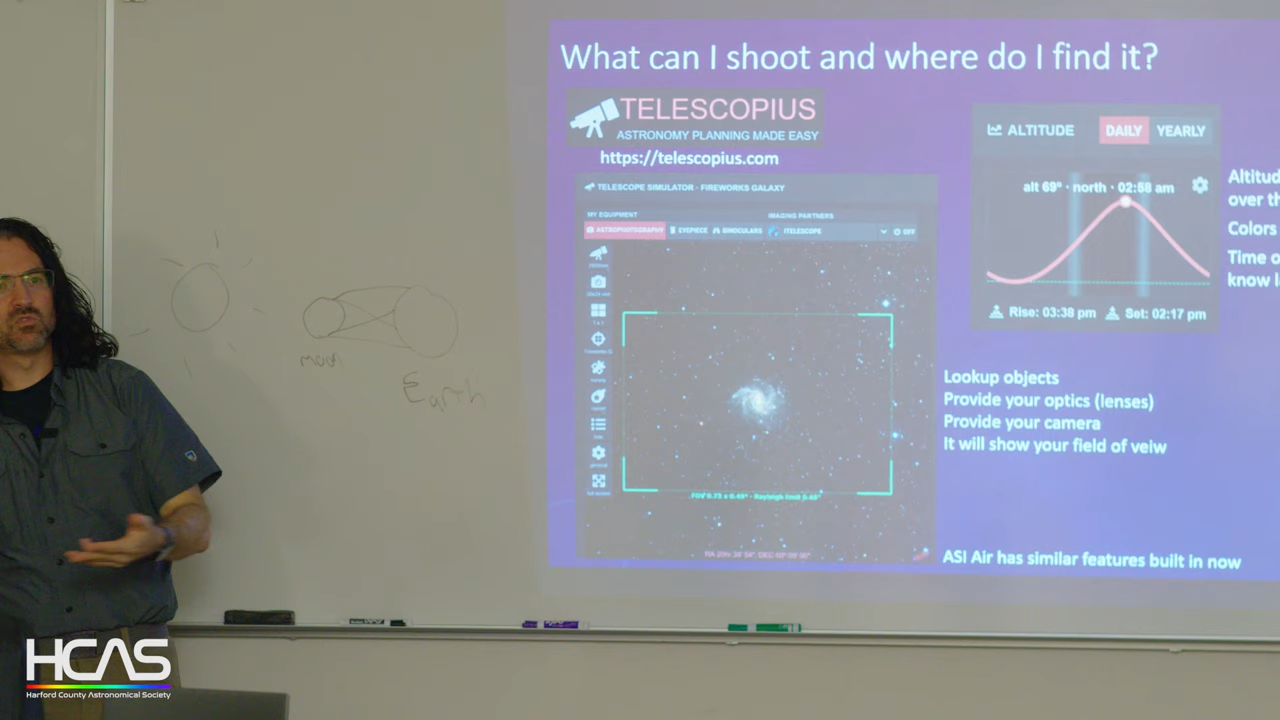 What can I shoot and where do I find it?
TELESCOPIUS
ASTRONOMY PLANNING MADE EASY
https://telescopius.com
TELESCOPE SIMULATOR · FIREWORKS GALAXY
MY EQUIPMENT
IMAGING PARTNERS
ASTROPHOTOGRAPHY EYEPIECE BINOCULARS ITELESCOPE OFF
ALTITUDE DAILY YEARLY
alt 69° · north · 02:58 am
Rise: 03:38 pm Set: 02:17 pm
Altitud
over th
Colors
Time o
know l
Lookup objects
Provide your optics (lenses)
Provide your camera
It will show your field of veiw
ASI Air has similar features built in now
moon
Earth
HCAS
Harford County Astronomical Society